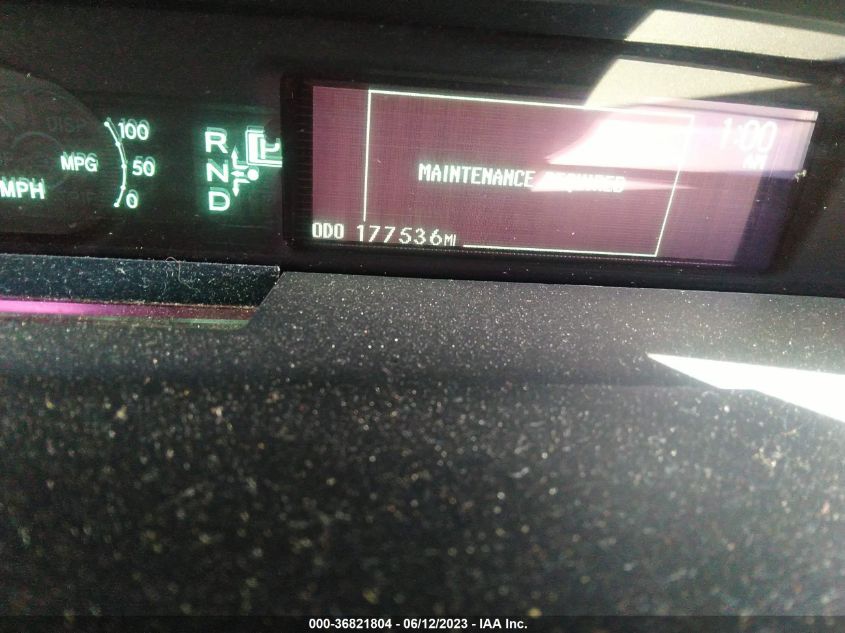 100
MPG
50
0
MPH
R
P
N
D
1:00
AM
MAINTENANCE REQUIRED
ODO 177536MI
000-36821804 - 06/12/2023 - IAA Inc.